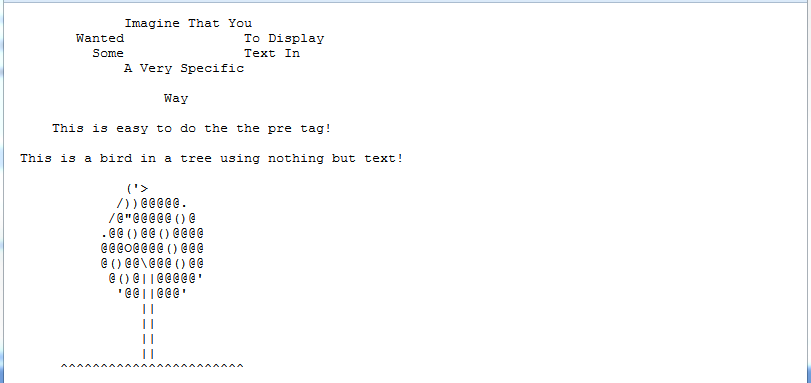 Imagine That You
       Wanted               To Display
         Some               Text In
             A Very Specific

                  Way

    This is easy to do the the pre tag!

This is a bird in a tree using nothing but text!

             ('>
            /))@@@@@.
           /@"@@@@@()@
          .@@()@@()@@@@
          @@@O@@@@()@@@
          @()@@\@@@()@@
           @()@||@@@@@'
            '@@||@@@'
               ||
               ||
               ||
               ||
     ^^^^^^^^^^^^^^^^^^^^^^^